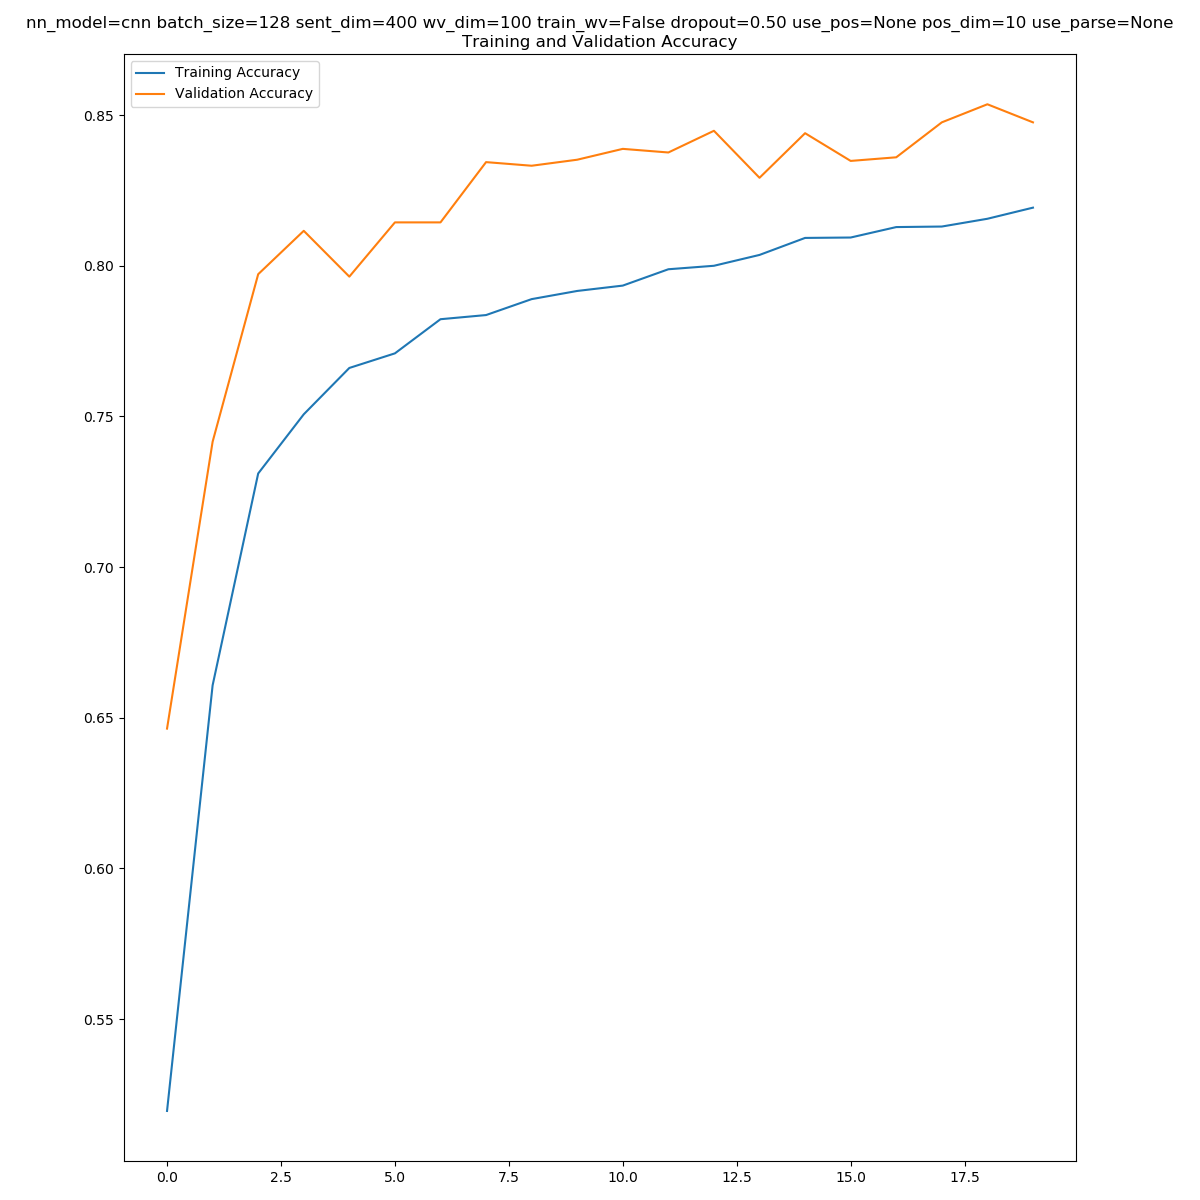 nn_model=cnn batch_size=128 sent_dim=400 wv_dim=100 train_wv=False dropout=0.50 use_pos=None pos_dim=10 use_parse=None
Training and Validation Accuracy
Training Accuracy
Validation Accuracy
0.85
0.80
0.75
0.70
0.65
0.60
0.55
0.0 2.5 5.0 7.5 10.0 12.5 15.0 17.5